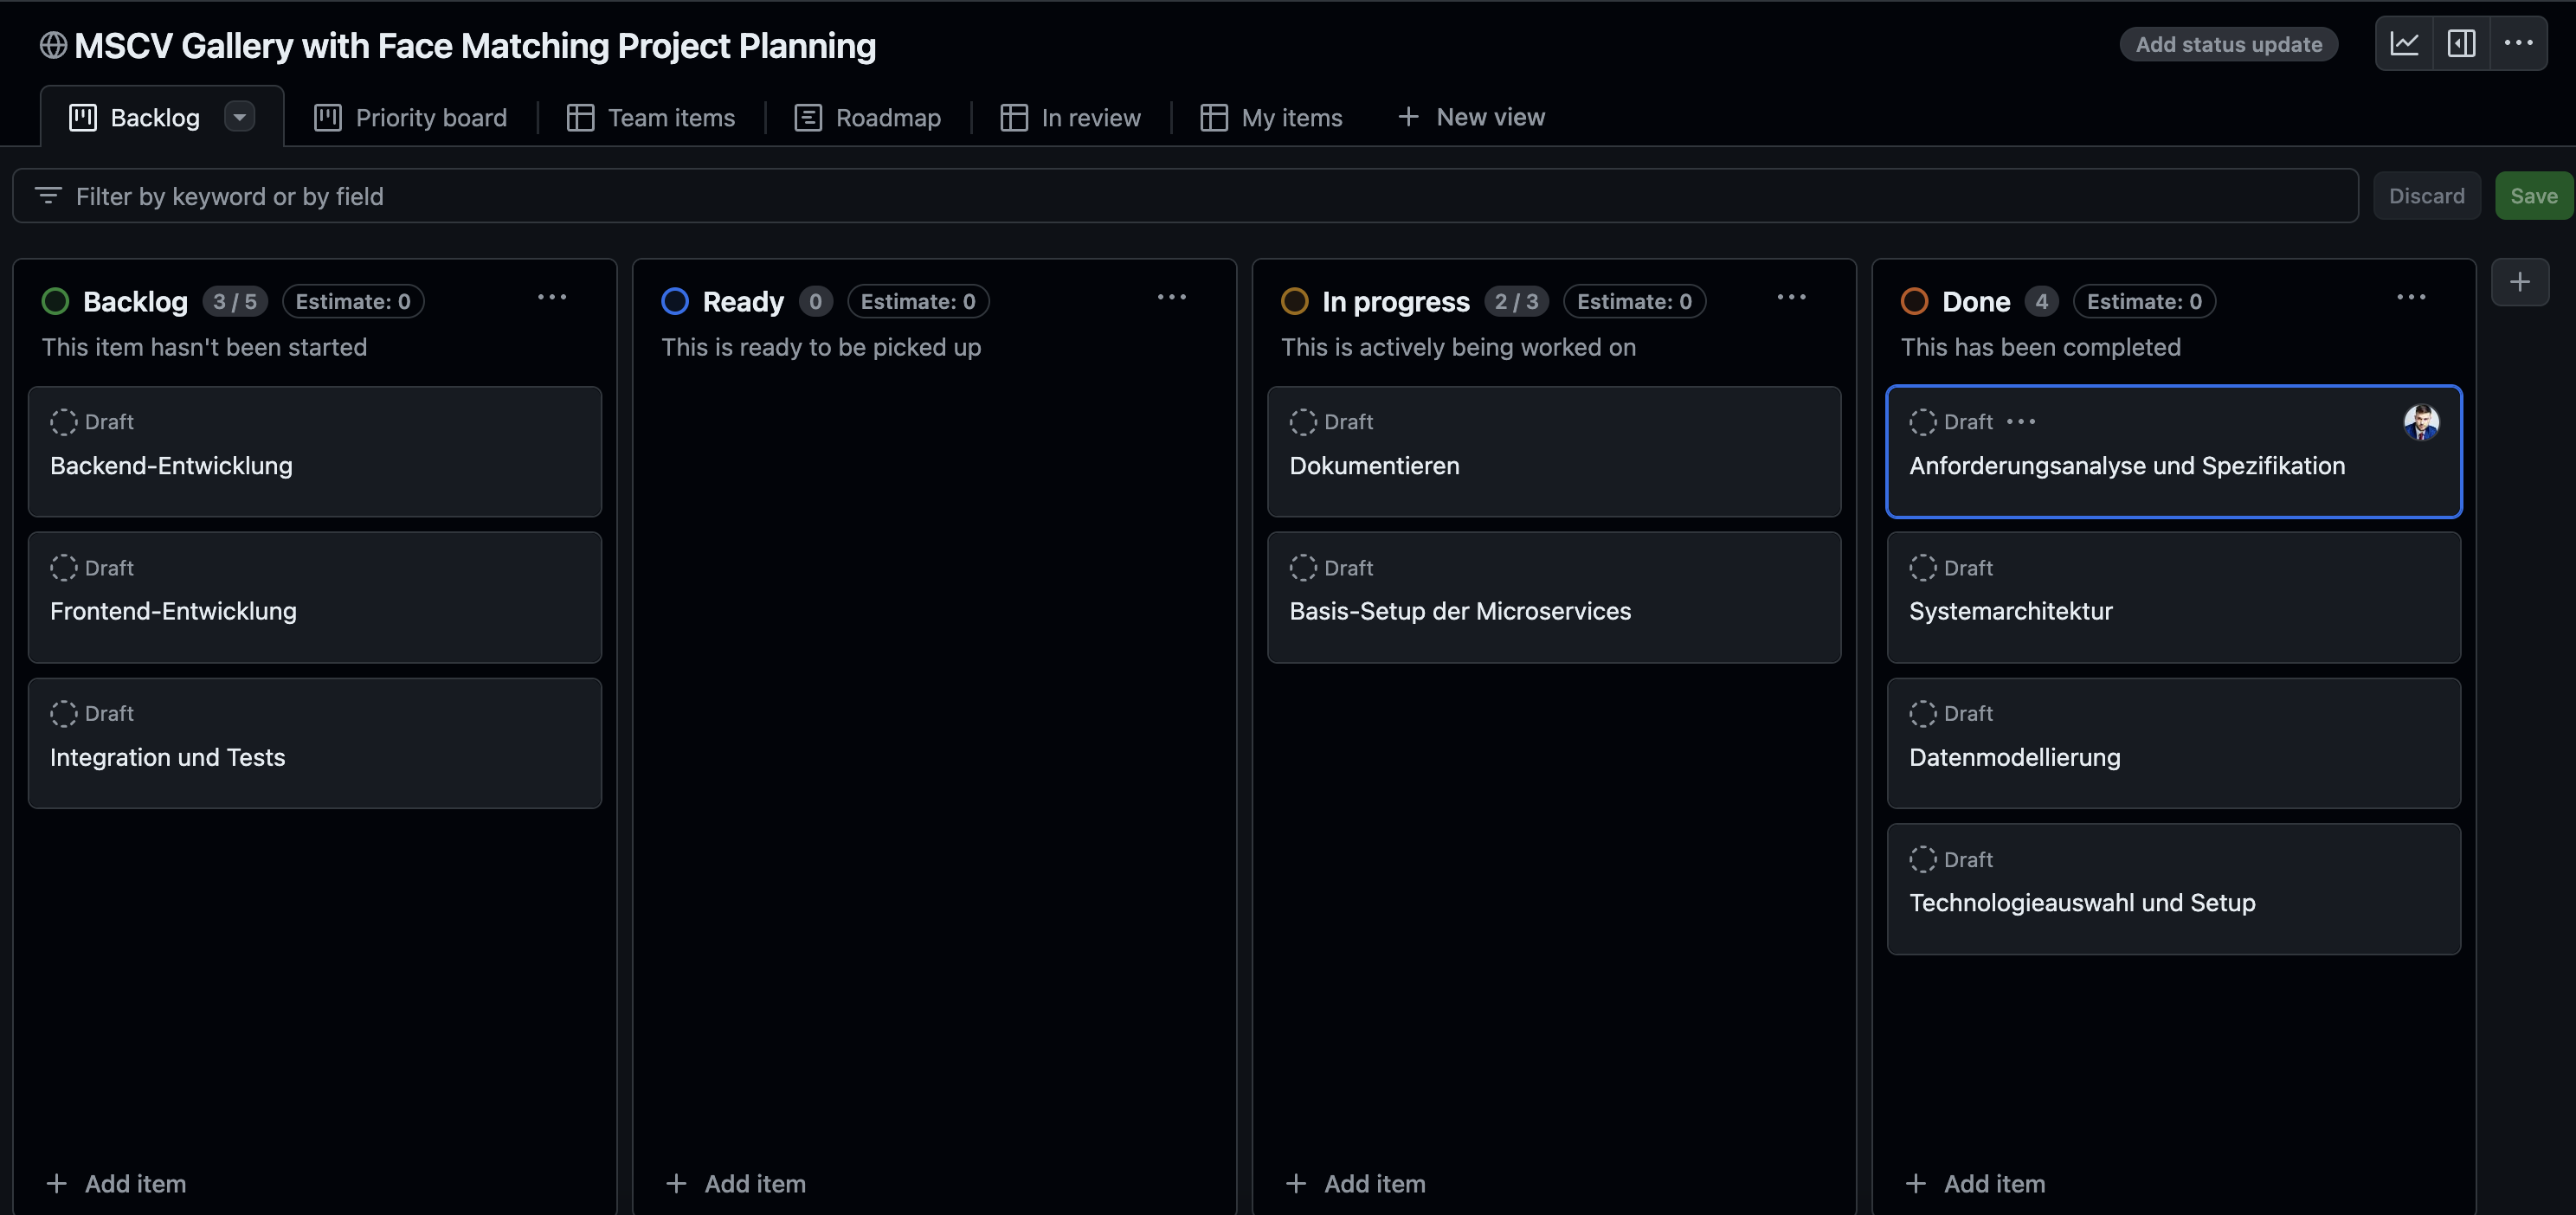 MSCV Gallery with Face Matching Project Planning
Add status update
Backlog
Priority board
Team items
Roadmap
In review
My items
New view
Filter by keyword or by field
Discard
Save
Backlog 3 / 5 Estimate: 0
This item hasn't been started
Draft
Backend-Entwicklung
Draft
Frontend-Entwicklung
Draft
Integration und Tests
Add item
Ready 0 Estimate: 0
This is ready to be picked up
Add item
In progress 2 / 3 Estimate: 0
This is actively being worked on
Draft
Dokumentieren
Draft
Basis-Setup der Microservices
Add item
Done 4 Estimate: 0
This has been completed
Draft
Anforderungsanalyse und Spezifikation
Draft
Systemarchitektur
Draft
Datenmodellierung
Draft
Technologieauswahl und Setup
Add item